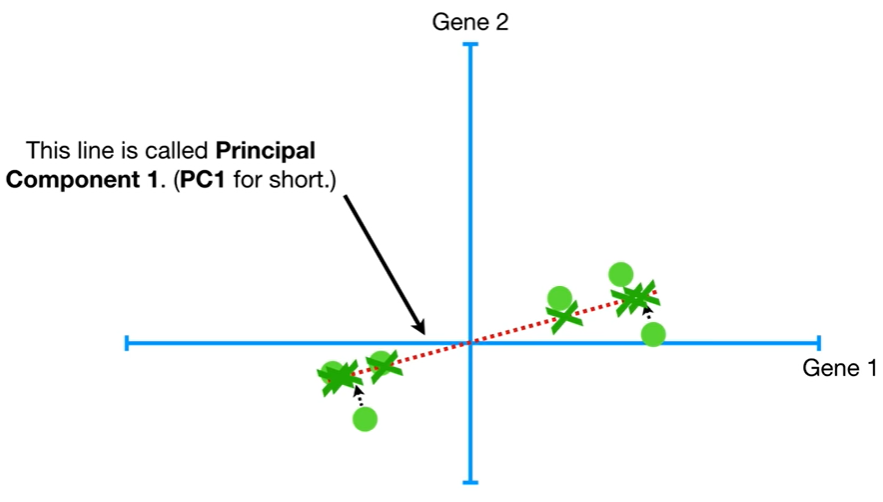 Gene 2
This line is called Principal
Component 1. (PC1 for short.)
Gene 1